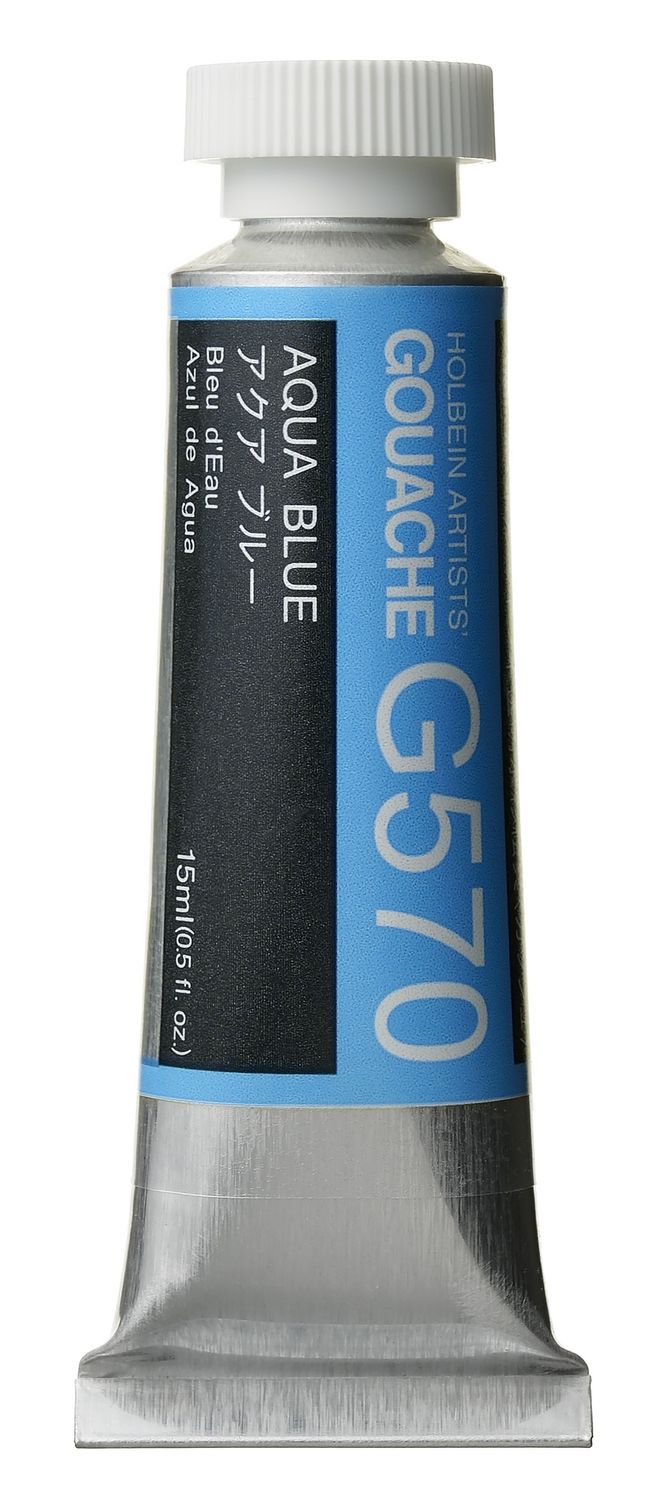 HOLBEIN ARTISTS'
GOUACHE G570
AQUA BLUE
アクア ブルー
Bleu d'Eau
Azul de Agua
15ml (0.5 fl. oz.)